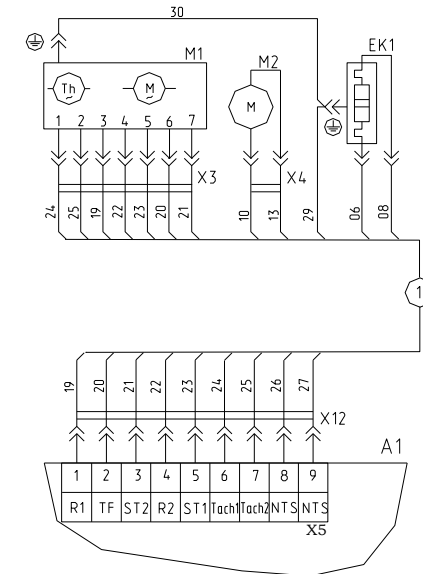 30
M1
M2
EK1
Th
M
M
1 2 3 4 5 6 7
X3
X4
24 25 19 22 23 20 21 10 13 29 06 08
1
19 20 21 22 23 24 25 26 27
X12
A1
1 2 3 4 5 6 7 8 9
R1 TF ST2 R2 ST1 Tach1 Tach2 NTS NTS
X5